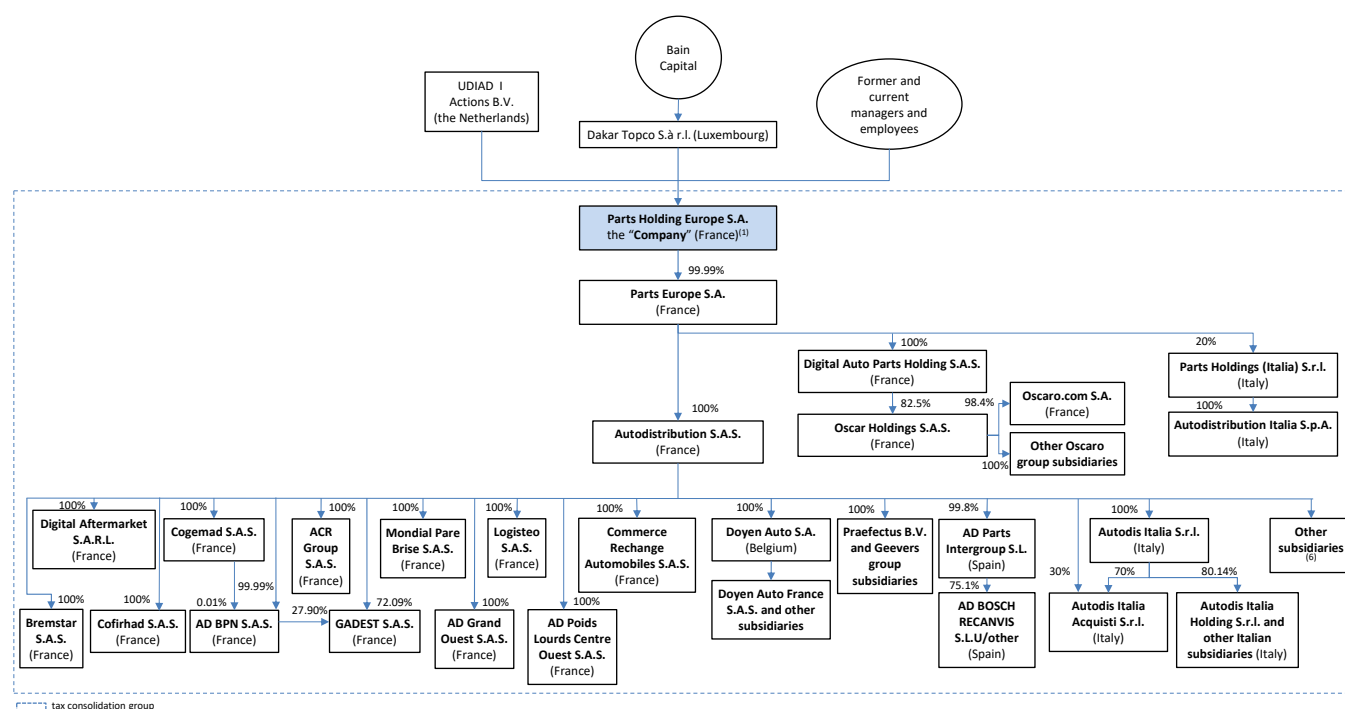 Bain
Capital
UDIAD I
Actions B.V.
(the Netherlands)
Former and
current
managers and
employees
Dakar Topco S.à r.l. (Luxembourg)
Parts Holding Europe S.A.
the “Company” (France)(1)
99.99%
Parts Europe S.A.
(France)
100%
20%
Digital Auto Parts Holding S.A.S.
(France)
Parts Holdings (Italia) S.r.l.
(Italy)
82.5%
98.4%
Oscaro.com S.A.
(France)
100%
100%
Autodistribution S.A.S.
(France)
Oscar Holdings S.A.S.
(France)
Autodistribution Italia S.p.A.
(Italy)
100%
Other Oscaro
group subsidiaries
100%
Digital Aftermarket
S.A.R.L.
(France)
100%
Cogemad S.A.S.
(France)
100%
ACR
Group
S.A.S.
(France)
100%
Mondial Pare
Brise S.A.S.
(France)
100%
Logisteo
S.A.S.
(France)
100%
Commerce
Rechange
Automobiles S.A.S.
(France)
100%
Doyen Auto S.A.
(Belgium)
100%
Praefectus B.V.
and Geevers
group
subsidiaries
99.8%
AD Parts
Intergroup S.L.
(Spain)
100%
Autodis Italia S.r.l.
(Italy)
100%
Other
subsidiaries
(6)
100%
Bremstar
S.A.S.
(France)
100%
Cofirhad S.A.S.
(France)
0.01%
99.99%
AD BPN S.A.S.
(France)
27.90%
72.09%
GADEST S.A.S.
(France)
100%
AD Grand
Ouest S.A.S.
(France)
100%
AD Poids
Lourds Centre
Ouest S.A.S.
(France)
Doyen Auto France
S.A.S. and other
subsidiaries
75.1%
AD BOSCH
RECANVIS
S.L.U/other
(Spain)
30%
70%
Autodis Italia
Acquisti S.r.l.
(Italy)
80.14%
Autodis Italia
Holding S.r.l. and
other Italian
subsidiaries (Italy)
tax consolidation group